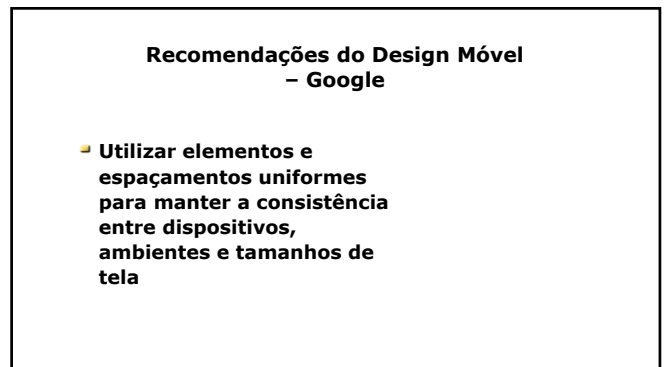 Recomendações do Design Móvel
– Google
Utilizar elementos e
espaçamentos uniformes
para manter a consistência
entre dispositivos,
ambientes e tamanhos de
tela